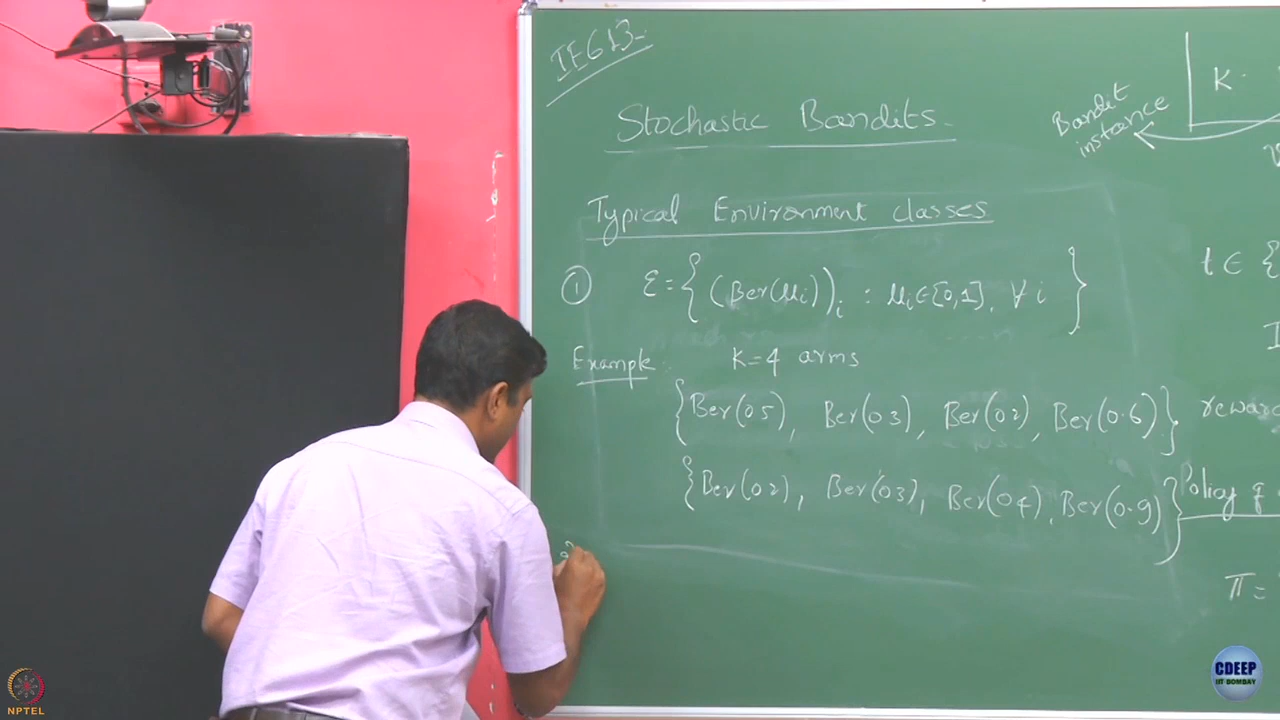 IE613
Stochastic Bandits
Bandit instance
K
Typical Environment classes
① ℰ = { (Ber(μi))i : μi ∈ [0,1], ∀ i }
t ∈ {
Example K=4 arms
{Ber(0.5), Ber(0.3), Ber(0.2), Ber(0.6)}
{Ber(0.2), Ber(0.3), Ber(0.4), Ber(0.9)}
Policy
π =
NPTEL
CDEEP
IIT BOMBAY